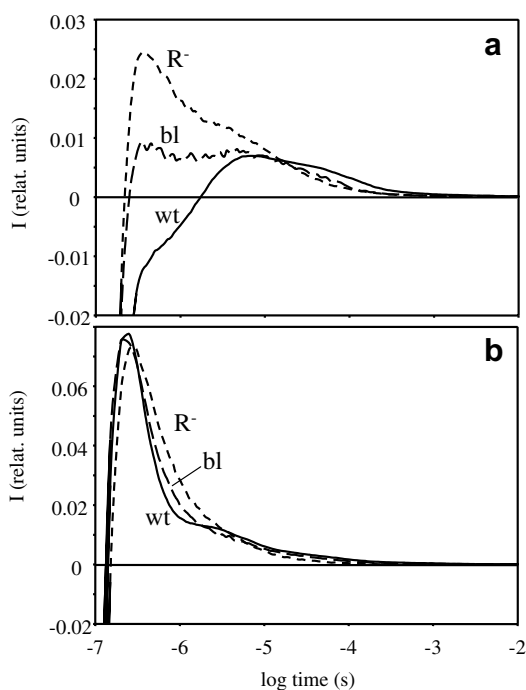 a
0.03
0.02
0.01
0
-0.01
-0.02
I (relat. units)
R-
bl
wt
b
0.06
0.04
0.02
0
-0.02
I (relat. units)
R-
bl
wt
-7
-6
-5
-4
-3
-2
log time (s)